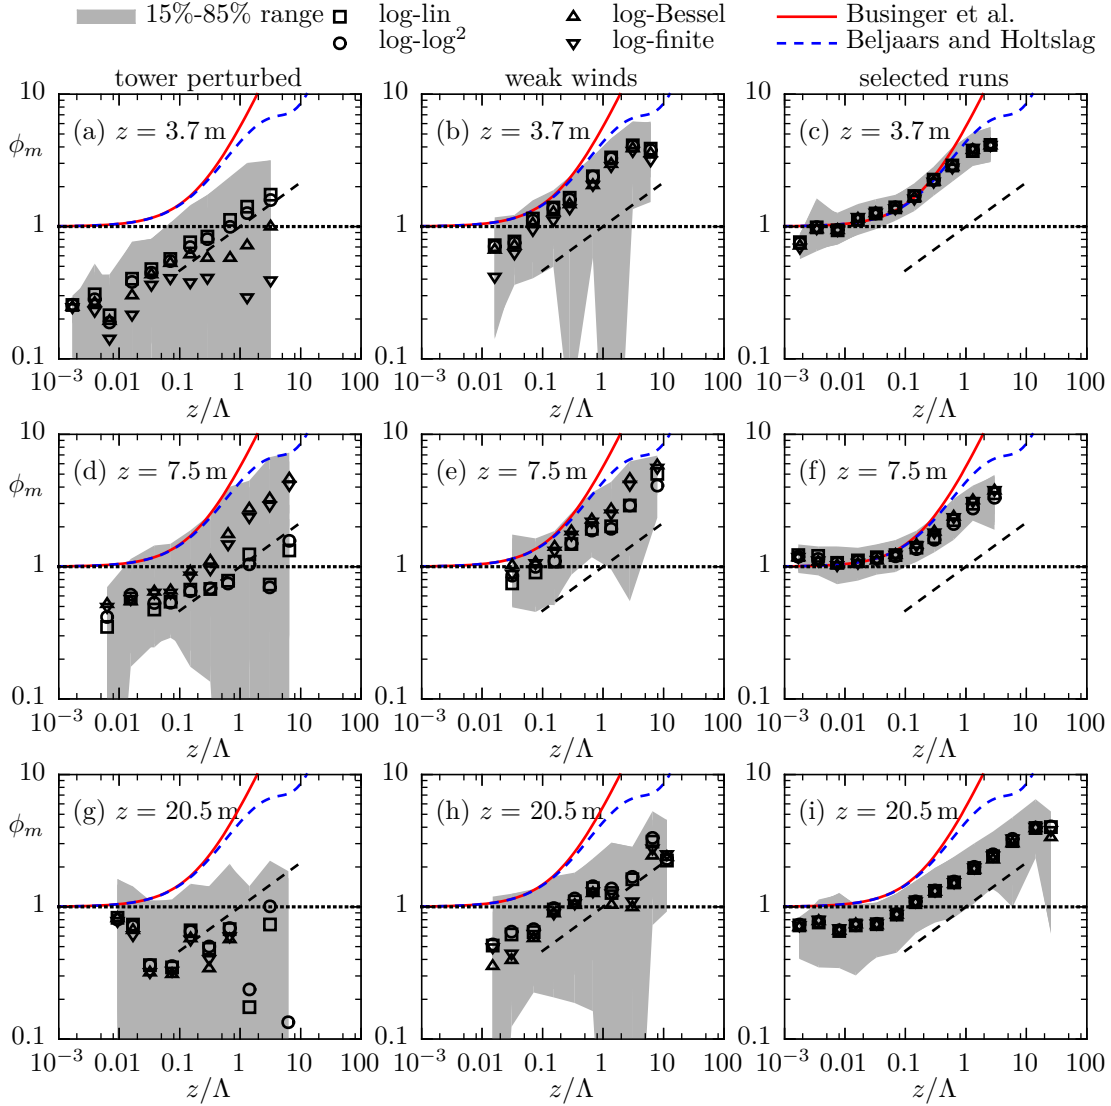 15%-85% range log-lin log-Bessel Businger et al.
log-log² log-finite Beljaars and Holtslag
tower perturbed weak winds selected runs
10 10 10
(a) z = 3.7 m (b) z = 3.7 m (c) z = 3.7 m
ϕₘ
1 1 1
0.1 0.1 0.1
10⁻³ 0.01 0.1 1 10 100 10⁻³ 0.01 0.1 1 10 100 10⁻³ 0.01 0.1 1 10 100
z/Λ z/Λ z/Λ
10 10 10
(d) z = 7.5 m (e) z = 7.5 m (f) z = 7.5 m
ϕₘ
1 1 1
0.1 0.1 0.1
10⁻³ 0.01 0.1 1 10 100 10⁻³ 0.01 0.1 1 10 100 10⁻³ 0.01 0.1 1 10 100
z/Λ z/Λ z/Λ
10 10 10
(g) z = 20.5 m (h) z = 20.5 m (i) z = 20.5 m
ϕₘ
1 1 1
0.1 0.1 0.1
10⁻³ 0.01 0.1 1 10 100 10⁻³ 0.01 0.1 1 10 100 10⁻³ 0.01 0.1 1 10 100
z/Λ z/Λ z/Λ